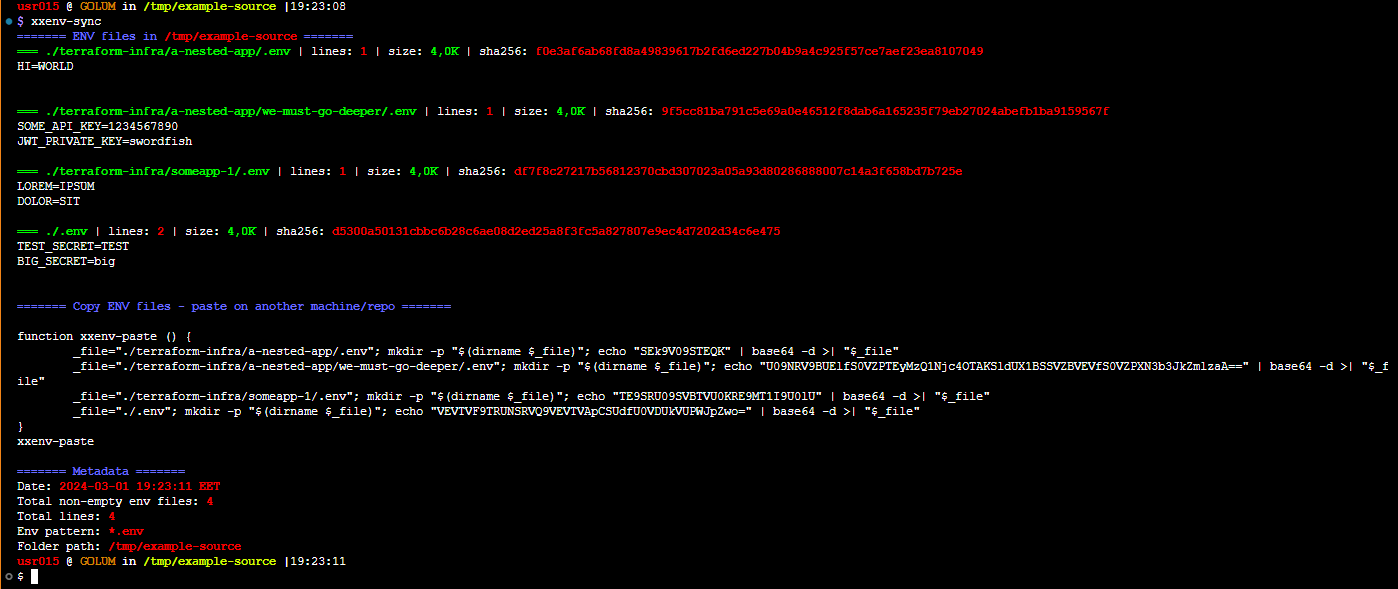 usr015 @ GOLUM in /tmp/example-source |19:23:08
$ xxenv-sync
======= ENV files in /tmp/example-source =======
=== ./terraform-infra/a-nested-app/.env | lines: 1 | size: 4,0K | sha256: f0e3af6ab68fd8a49839617b2fd6ed227b04b9a4c925f57ce7aef23ea8107049
HI=WORLD
=== ./terraform-infra/a-nested-app/we-must-go-deeper/.env | lines: 1 | size: 4,0K | sha256: 9f5cc81ba791c5e69a0e46512f8dab6a165235f79eb27024abefb1ba9159567f
SOME_API_KEY=1234567890
JWT_PRIVATE_KEY=swordfish
=== ./terraform-infra/someapp-1/.env | lines: 1 | size: 4,0K | sha256: df7f8c27217b56812370cbd307023a05a93d80286888007c14a3f658bd7b725e
LOREM=IPSUM
DOLOR=SIT
=== ./.env | lines: 2 | size: 4,0K | sha256: d5300a50131cbbc6b28c6ae08d2ed25a8f3fc5a827807e9ec4d7202d34c6e475
TEST_SECRET=TEST
BIG_SECRET=big
======= Copy ENV files - paste on another machine/repo =======
function xxenv-paste () {
_file="./terraform-infra/a-nested-app/.env"; mkdir -p "$(dirname $_file)"; echo "SEk9V09STEQK" | base64 -d >| "$_file"
_file="./terraform-infra/a-nested-app/we-must-go-deeper/.env"; mkdir -p "$(dirname $_file)"; echo "U09NRV9BUElfS0VZPTEyMzQ1Njc4OTAKSldUX1BSSVZBVEVfS0VZPXN3b3JkZmlzaA==" | base64 -d >| "$_f
ile"
_file="./terraform-infra/someapp-1/.env"; mkdir -p "$(dirname $_file)"; echo "TE9SRU09SVBTVU0KRE9MT1I9U0lU" | base64 -d >| "$_file"
_file="./.env"; mkdir -p "$(dirname $_file)"; echo "VEVTVF9TRUNSRVQ9VEVTVApCSUdfU0VDUkVUPWJpZwo=" | base64 -d >| "$_file"
}
xxenv-paste
======= Metadata =======
Date: 2024-03-01 19:23:11 EET
Total non-empty env files: 4
Total lines: 4
Env pattern: *.env
Folder path: /tmp/example-source
usr015 @ GOLUM in /tmp/example-source |19:23:11
$